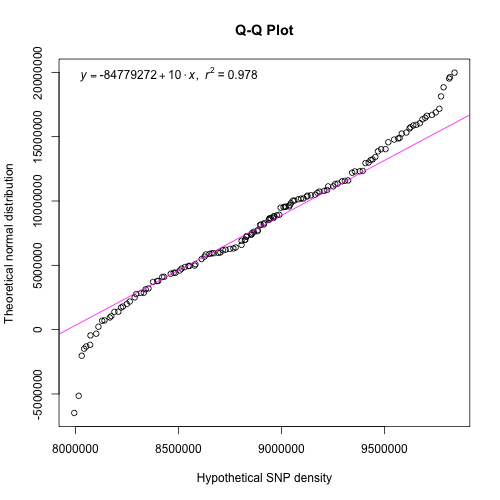 Q-Q Plot
y = -84779272 + 10 · x, r² = 0.978
20000000
15000000
10000000
5000000
0
-5000000
Theoretical normal distribution
8000000 8500000 9000000 9500000
Hypothetical SNP density